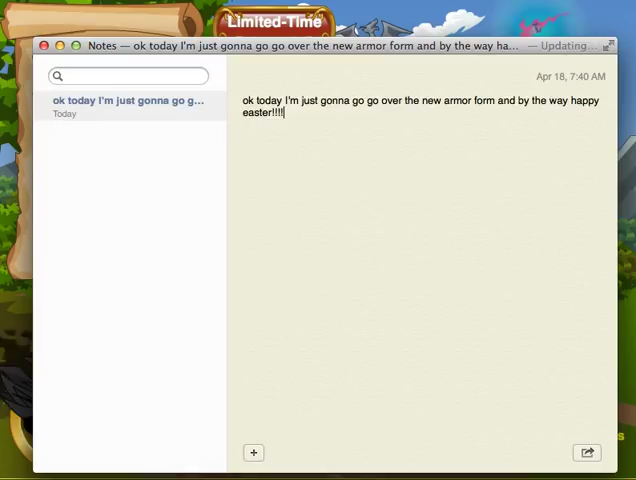 Limited-Time
Notes — ok today I'm just gonna go go over the new armor form and by the way ha... — Updating...
Apr 18, 7:40 AM
ok today I'm just gonna go g...
Today
ok today I'm just gonna go go over the new armor form and by the way happy
easter!!!!